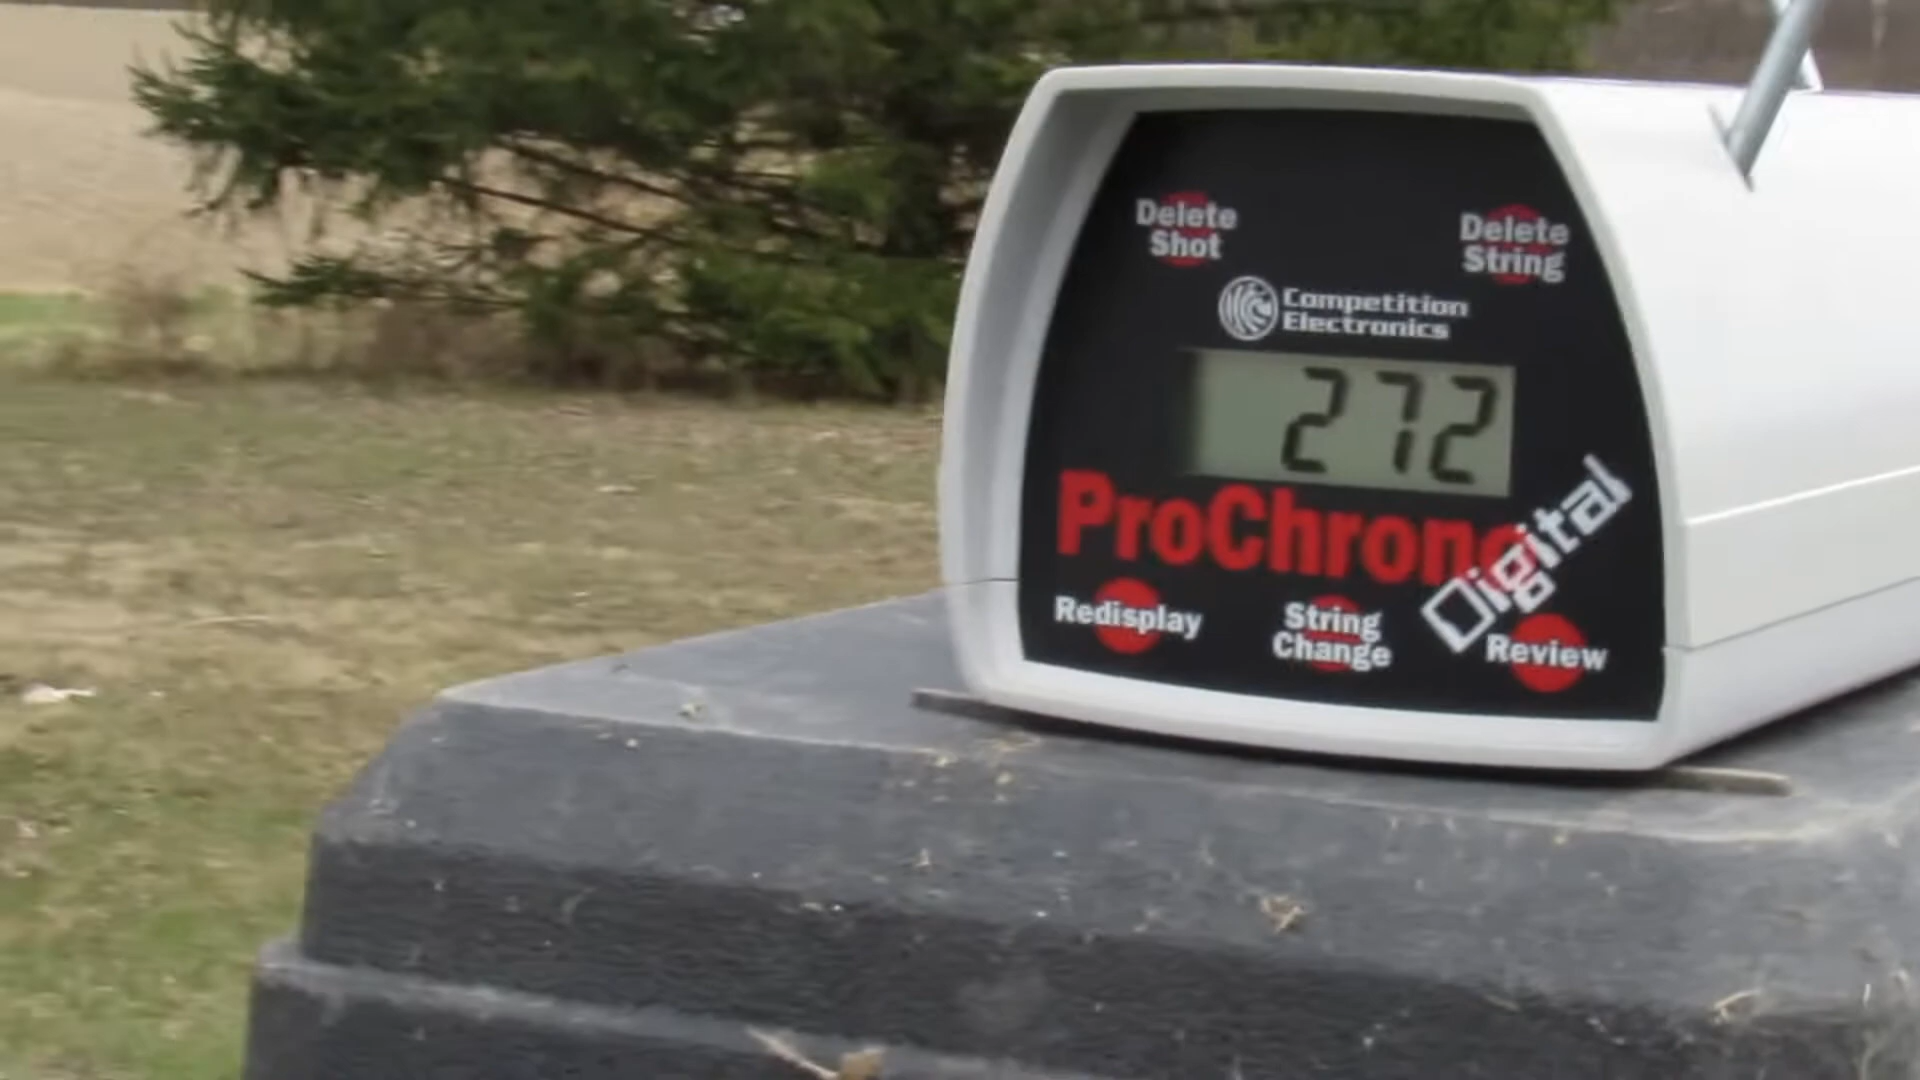 Delete
Shot
Delete
String
Competition
Electronics
272
ProChrono
Digital
Redisplay
String
Change
Review